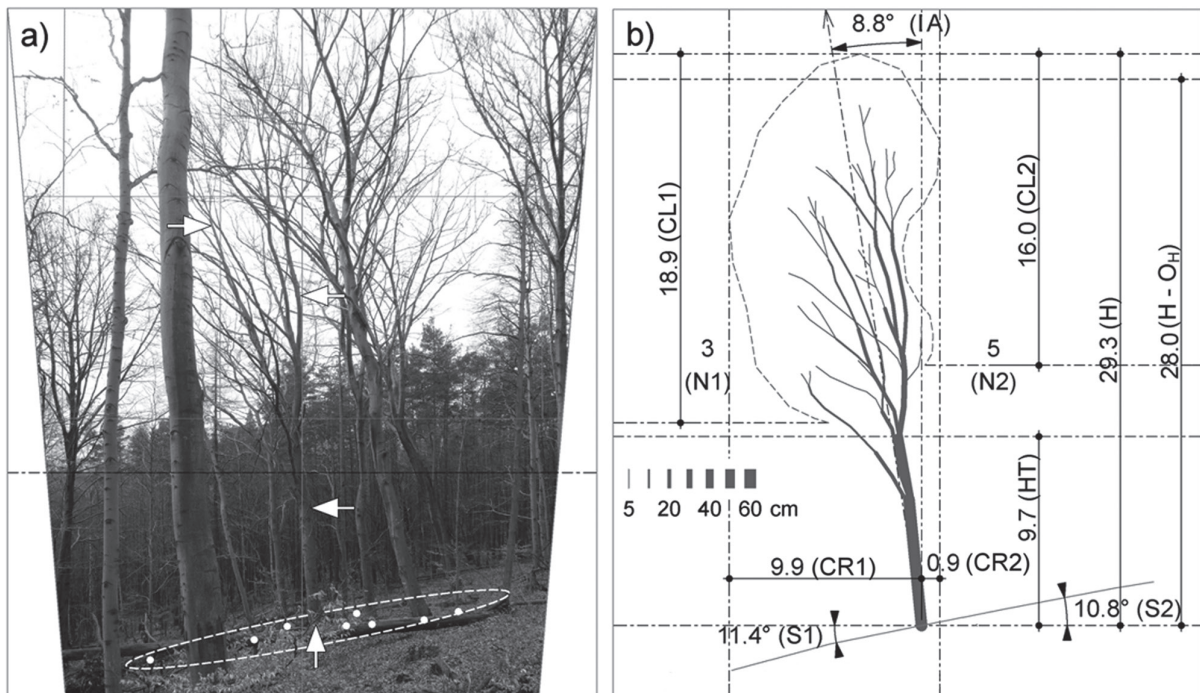 a)
b)
8.8° (IA)
18.9 (CL1)
16.0 (CL2)
29.3 (H)
28.0 (H - O_H)
3
(N1)
5
(N2)
5 20 40 60 cm
9.7 (HT)
9.9 (CR1)
0.9 (CR2)
11.4° (S1)
10.8° (S2)